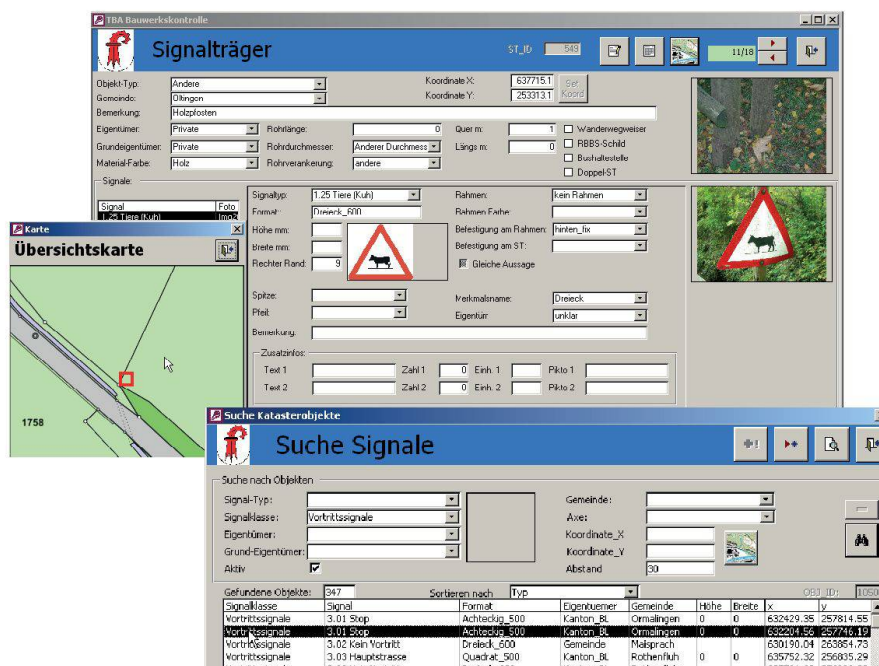 TBA Bauwerkskontrolle
Signalträger
ST_ID 549
11/18
Objekt-Typ: Andere
Koordinate X: 637715.1
Set Koord
Gemeinde: Oltingen
Koordinate Y: 253313.1
Bemerkung: Holzpfosten
Eigentümer: Private
Rohrlänge: 0
Quer m: 1
Wanderwegweiser
Grundeigentümer: Private
Rohrdurchmesser: Anderer Durchmess
Längs m: 0
RBBS-Schild
Bushaltestelle
Material-Farbe: Holz
Rohrverankerung: andere
Doppel-ST
Signale:
Signal Foto
1.25 Tiere (Kuh)
Signaltyp: 1.25 Tiere (Kuh)
Rahmen: kein Rahmen
Format: Dreieck_600
Rahmen Farbe:
Höhe mm:
Befestigung am Rahmen: hinten_fix
Breite mm:
Befestigung am ST:
Rechter Rand: 9
Gleiche Aussage
Spitze:
Merkmalsname: Dreieck
Pfeil:
Eigentür unklar
Bemerkung:
Zusatzinfos:
Text 1 Zahl 1 0 Einh. 1 Pikto 1
Text 2 Zahl 2 0 Einh. 2 Pikto 2
Karte
Übersichtskarte
1758
Suche Katasterobjekte
Suche Signale
Suche nach Objekten
Signal-Typ:
Gemeinde:
Signalklasse: Vortrittssignale
Axe:
Eigentümer:
Koordinate_X
Grund-Eigentümer:
Koordinate_Y
Aktiv
Abstand 30
Gefundene Objekte: 347
Sortieren nach Typ
OBJ_ID: 1050
Signalklasse Signal Format Eigentuemer Gemeinde Höhe Breite x y
Vortrittssignale 3.01 Stop Achteckig_500 Kanton_BL Ormalingen 0 0 632429.35 257814.55
Vortrittssignale 3.01 Stop Achteckig_500 Kanton_BL Ormalingen 0 0 632204.56 257746.19
Vortrittssignale 3.02 Kein Vortritt Dreieck_600 Gemeinde Maisprach 630190.04 263854.73
Vortrittssignale 3.03 Hauptstrasse Quadrat_500 Kanton_BL Rothenfluh 0 0 635752.32 256835.29